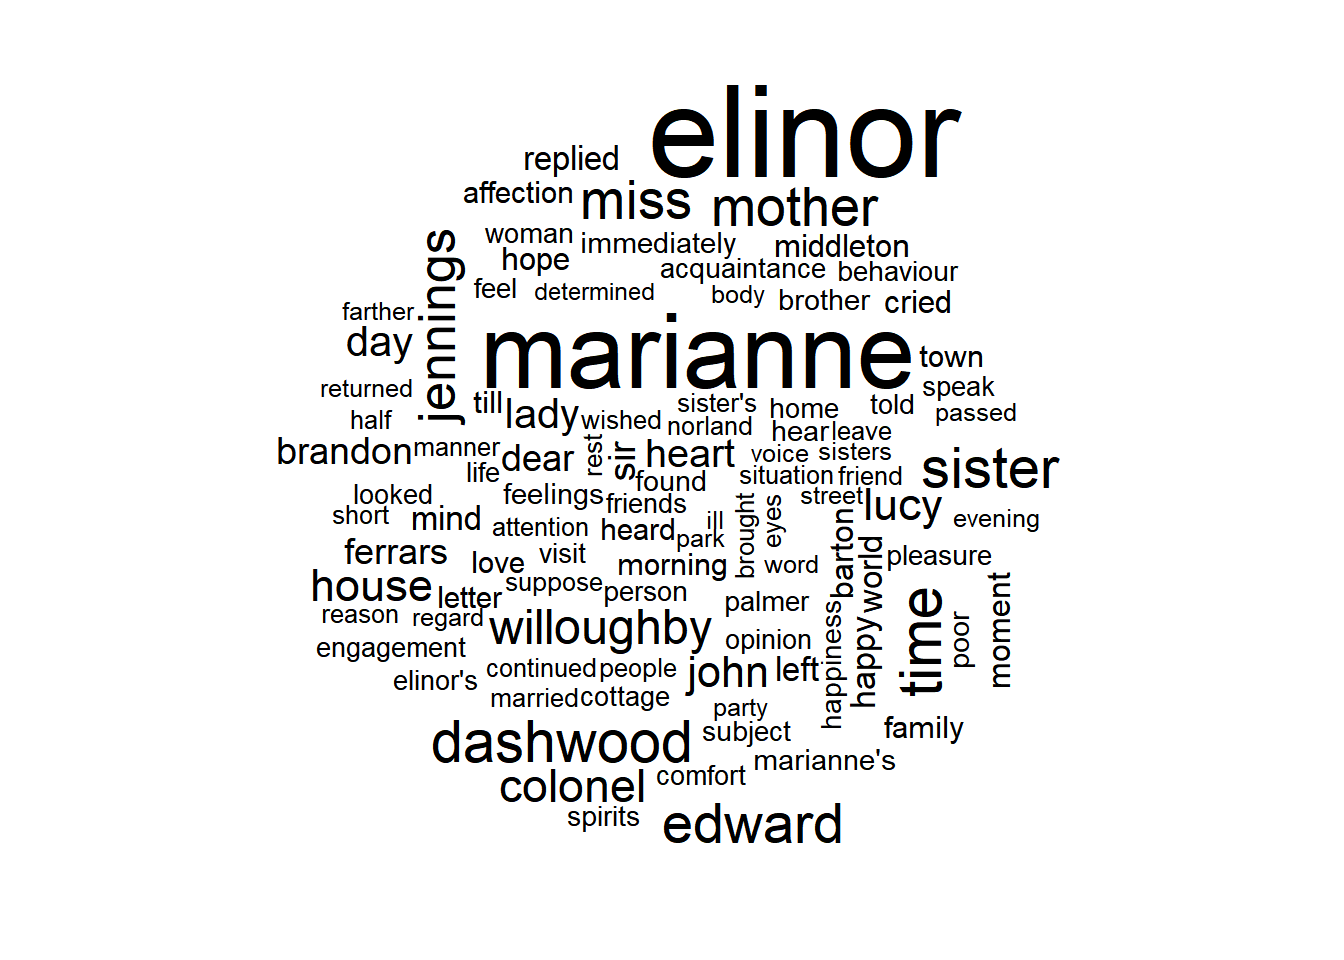 elinor
replied
affection
miss
mother
woman
immediately
middleton
hope
acquaintance
behaviour
feel
determined
body
brother
cried
jennings
farther
day
marianne
town
returned
till
lady
wished
sister's
home
told
speak
passed
half
norland
hear
leave
brandon
manner
life
dear
rest
sir
heart
voice
sisters
sister
found
situation
friend
looked
feelings
friends
street
lucy
evening
short
mind
attention
heard
ill
park
brought
eyes
barton
world
pleasure
ferrars
love
visit
morning
word
house
letter
suppose
person
palmer
reason
regard
willoughby
opinion
happiness
happy
time
poor
moment
engagement
elinor's
continued
people
john
left
married
cottage
party
dashwood
subject
family
colonel
comfort
marianne's
spirits
edward